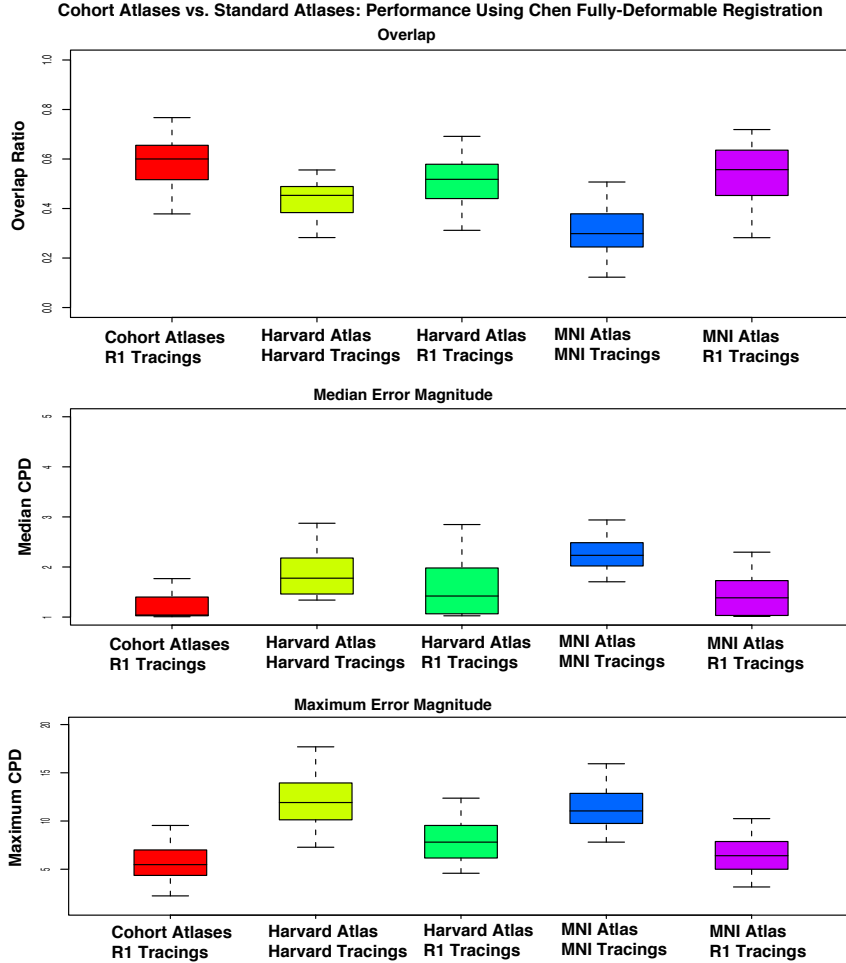 Cohort Atlases vs. Standard Atlases: Performance Using Chen Fully-Deformable Registration
Overlap
Overlap Ratio
1.0
0.8
0.6
0.4
0.2
0.0
Cohort Atlases
R1 Tracings
Harvard Atlas
Harvard Tracings
Harvard Atlas
R1 Tracings
MNI Atlas
MNI Tracings
MNI Atlas
R1 Tracings
Median Error Magnitude
Median CPD
5
4
3
2
1
Cohort Atlases
R1 Tracings
Harvard Atlas
Harvard Tracings
Harvard Atlas
R1 Tracings
MNI Atlas
MNI Tracings
MNI Atlas
R1 Tracings
Maximum Error Magnitude
Maximum CPD
20
15
10
5
Cohort Atlases
R1 Tracings
Harvard Atlas
Harvard Tracings
Harvard Atlas
R1 Tracings
MNI Atlas
MNI Tracings
MNI Atlas
R1 Tracings